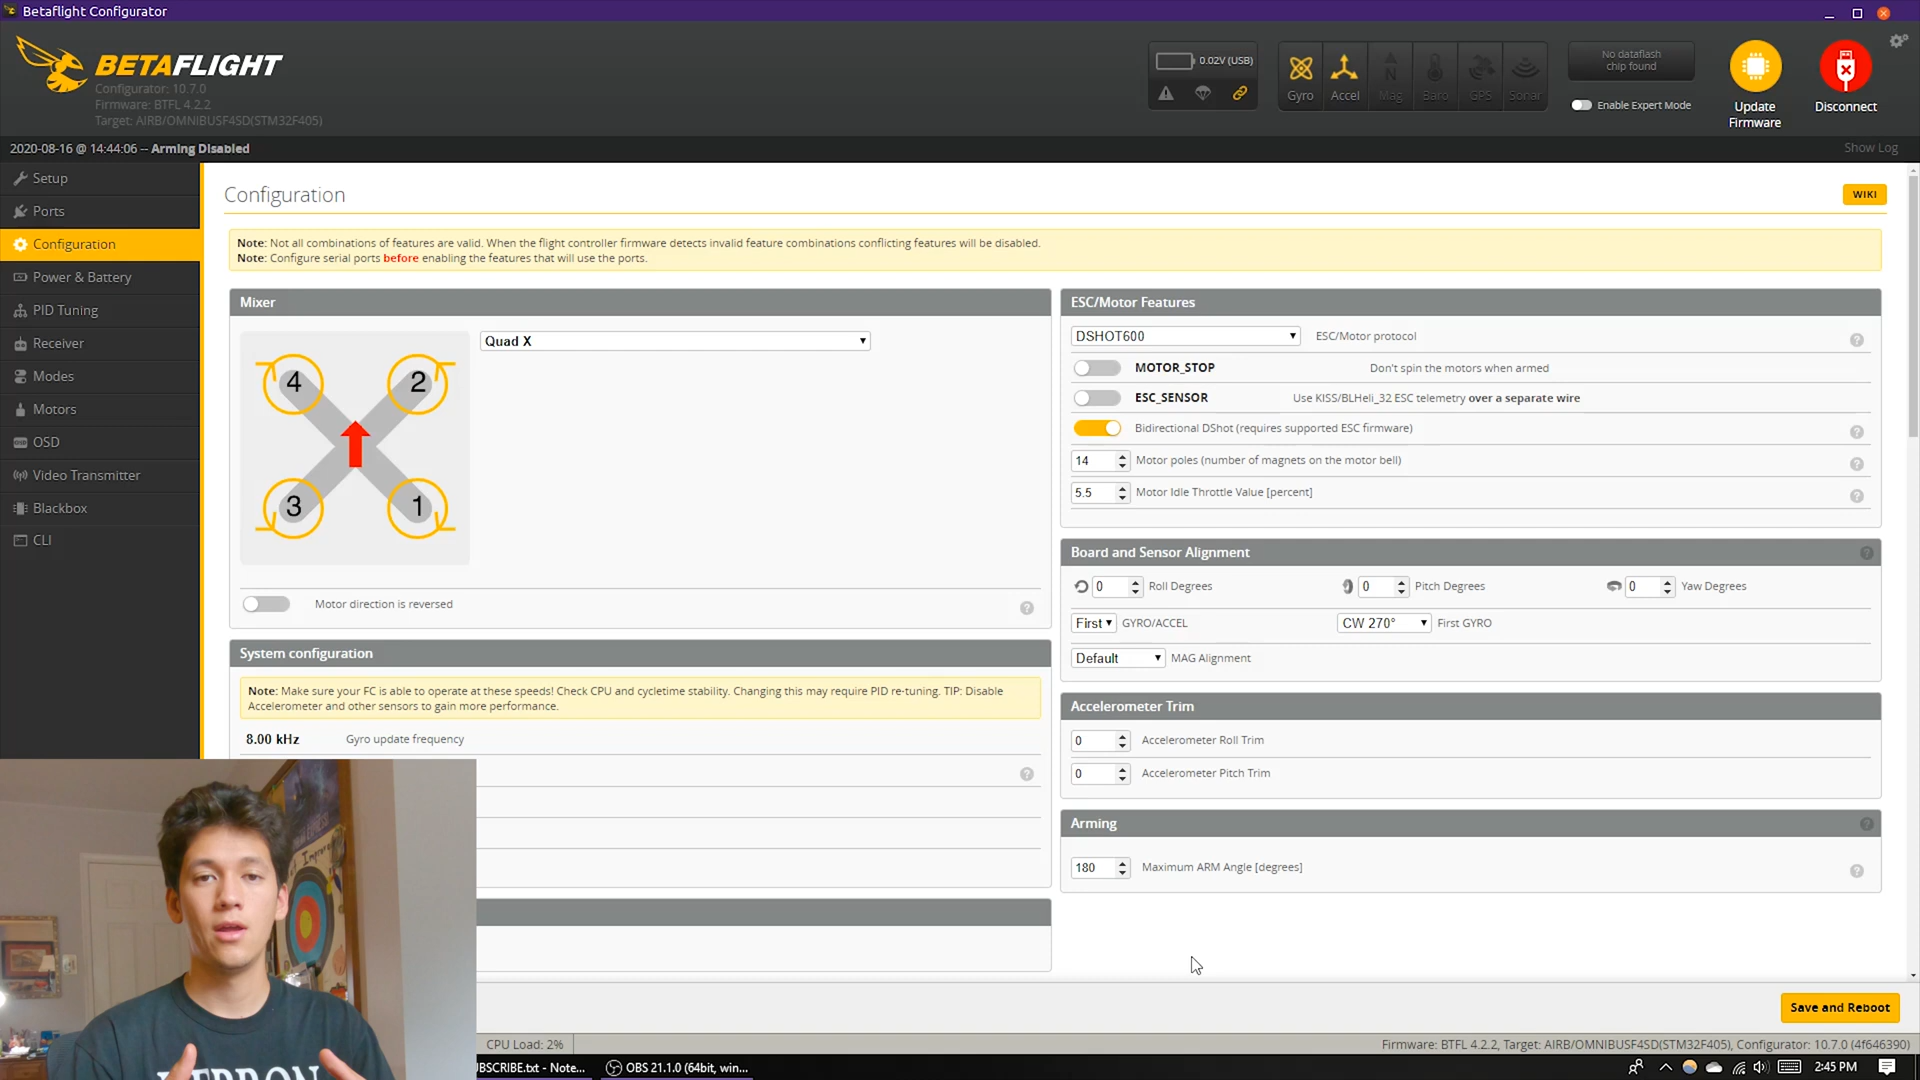 Betaflight Configurator
BETAFLIGHT
Configurator: 10.7.0
Firmware: BTFL 4.2.2
Target: AIRB/OMNIBUSF4SD(STM32F405)
0.02V (USB)
Gyro
Accel
Mag
Baro
GPS
Sonar
No dataflash
chip found
Enable Expert Mode
Update
Firmware
Disconnect
2020-08-16 @ 14:44:06 -- Arming Disabled
Show Log
Setup
Ports
Configuration
Power & Battery
PID Tuning
Receiver
Modes
Motors
OSD
Video Transmitter
Blackbox
CLI
Configuration
WIKI
Note: Not all combinations of features are valid. When the flight controller firmware detects invalid feature combinations conflicting features will be disabled.
Note: Configure serial ports before enabling the features that will use the ports.
Mixer
Quad X
4
2
3
1
Motor direction is reversed
System configuration
Note: Make sure your FC is able to operate at these speeds! Check CPU and cycletime stability. Changing this may require PID re-tuning. TIP: Disable
Accelerometer and other sensors to gain more performance.
8.00 kHz Gyro update frequency
ESC/Motor Features
DSHOT600 ESC/Motor protocol
MOTOR_STOP Don't spin the motors when armed
ESC_SENSOR Use KISS/BLHeli_32 ESC telemetry over a separate wire
Bidirectional DShot (requires supported ESC firmware)
14 Motor poles (number of magnets on the motor bell)
5.5 Motor Idle Throttle Value [percent]
Board and Sensor Alignment
0 Roll Degrees 0 Pitch Degrees 0 Yaw Degrees
First GYRO/ACCEL CW 270° First GYRO
Default MAG Alignment
Accelerometer Trim
0 Accelerometer Roll Trim
0 Accelerometer Pitch Trim
Arming
180 Maximum ARM Angle [degrees]
Save and Reboot
CPU Load: 2%
Firmware: BTFL 4.2.2, Target: AIRB/OMNIBUSF4SD(STM32F405), Configurator: 10.7.0 (4f646390)
BSCRIBE.txt - Note...
OBS 21.1.0 (64bit, win...
2:45 PM